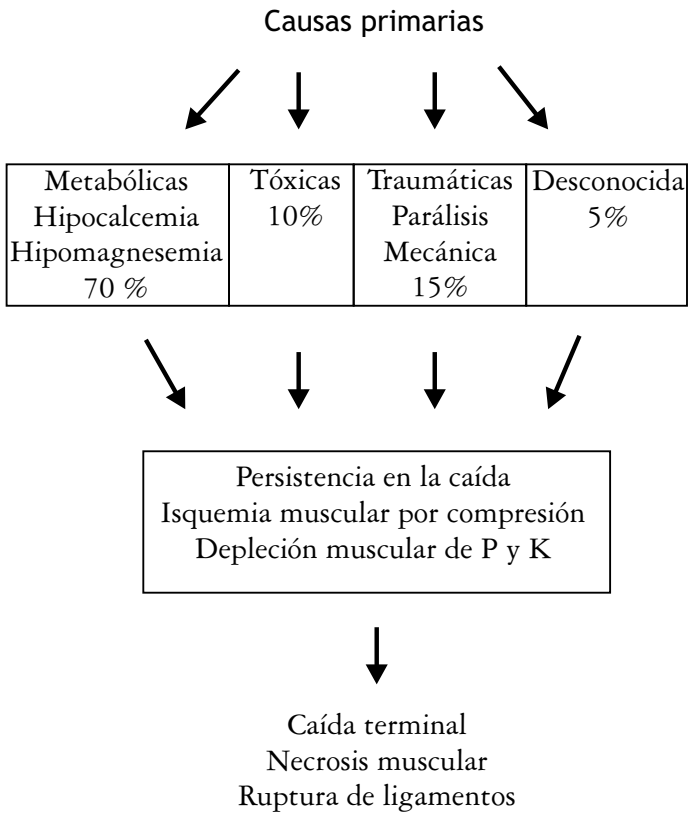 Causas primarias
Metabólicas
Hipocalcemia
Hipomagnesemia
70 %
Tóxicas
10%
Traumáticas
Parálisis
Mecánica
15%
Desconocida
5%
Persistencia en la caída
Isquemia muscular por compresión
Depleción muscular de P y K
Caída terminal
Necrosis muscular
Ruptura de ligamentos